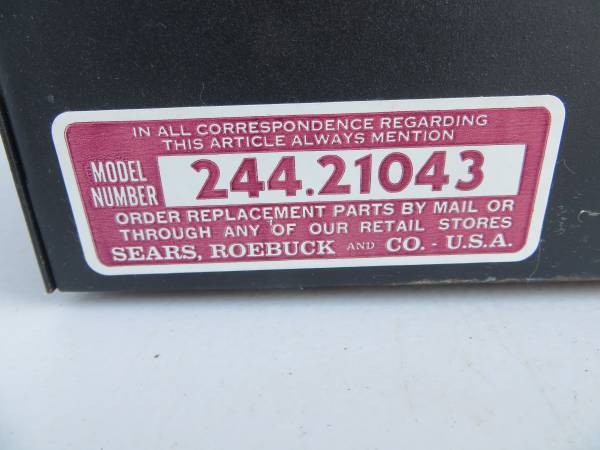 IN ALL CORRESPONDENCE REGARDING
THIS ARTICLE ALWAYS MENTION
MODEL
NUMBER
244.21043
ORDER REPLACEMENT PARTS BY MAIL OR
THROUGH ANY OF OUR RETAIL STORES
SEARS, ROEBUCK AND CO. - U.S.A.